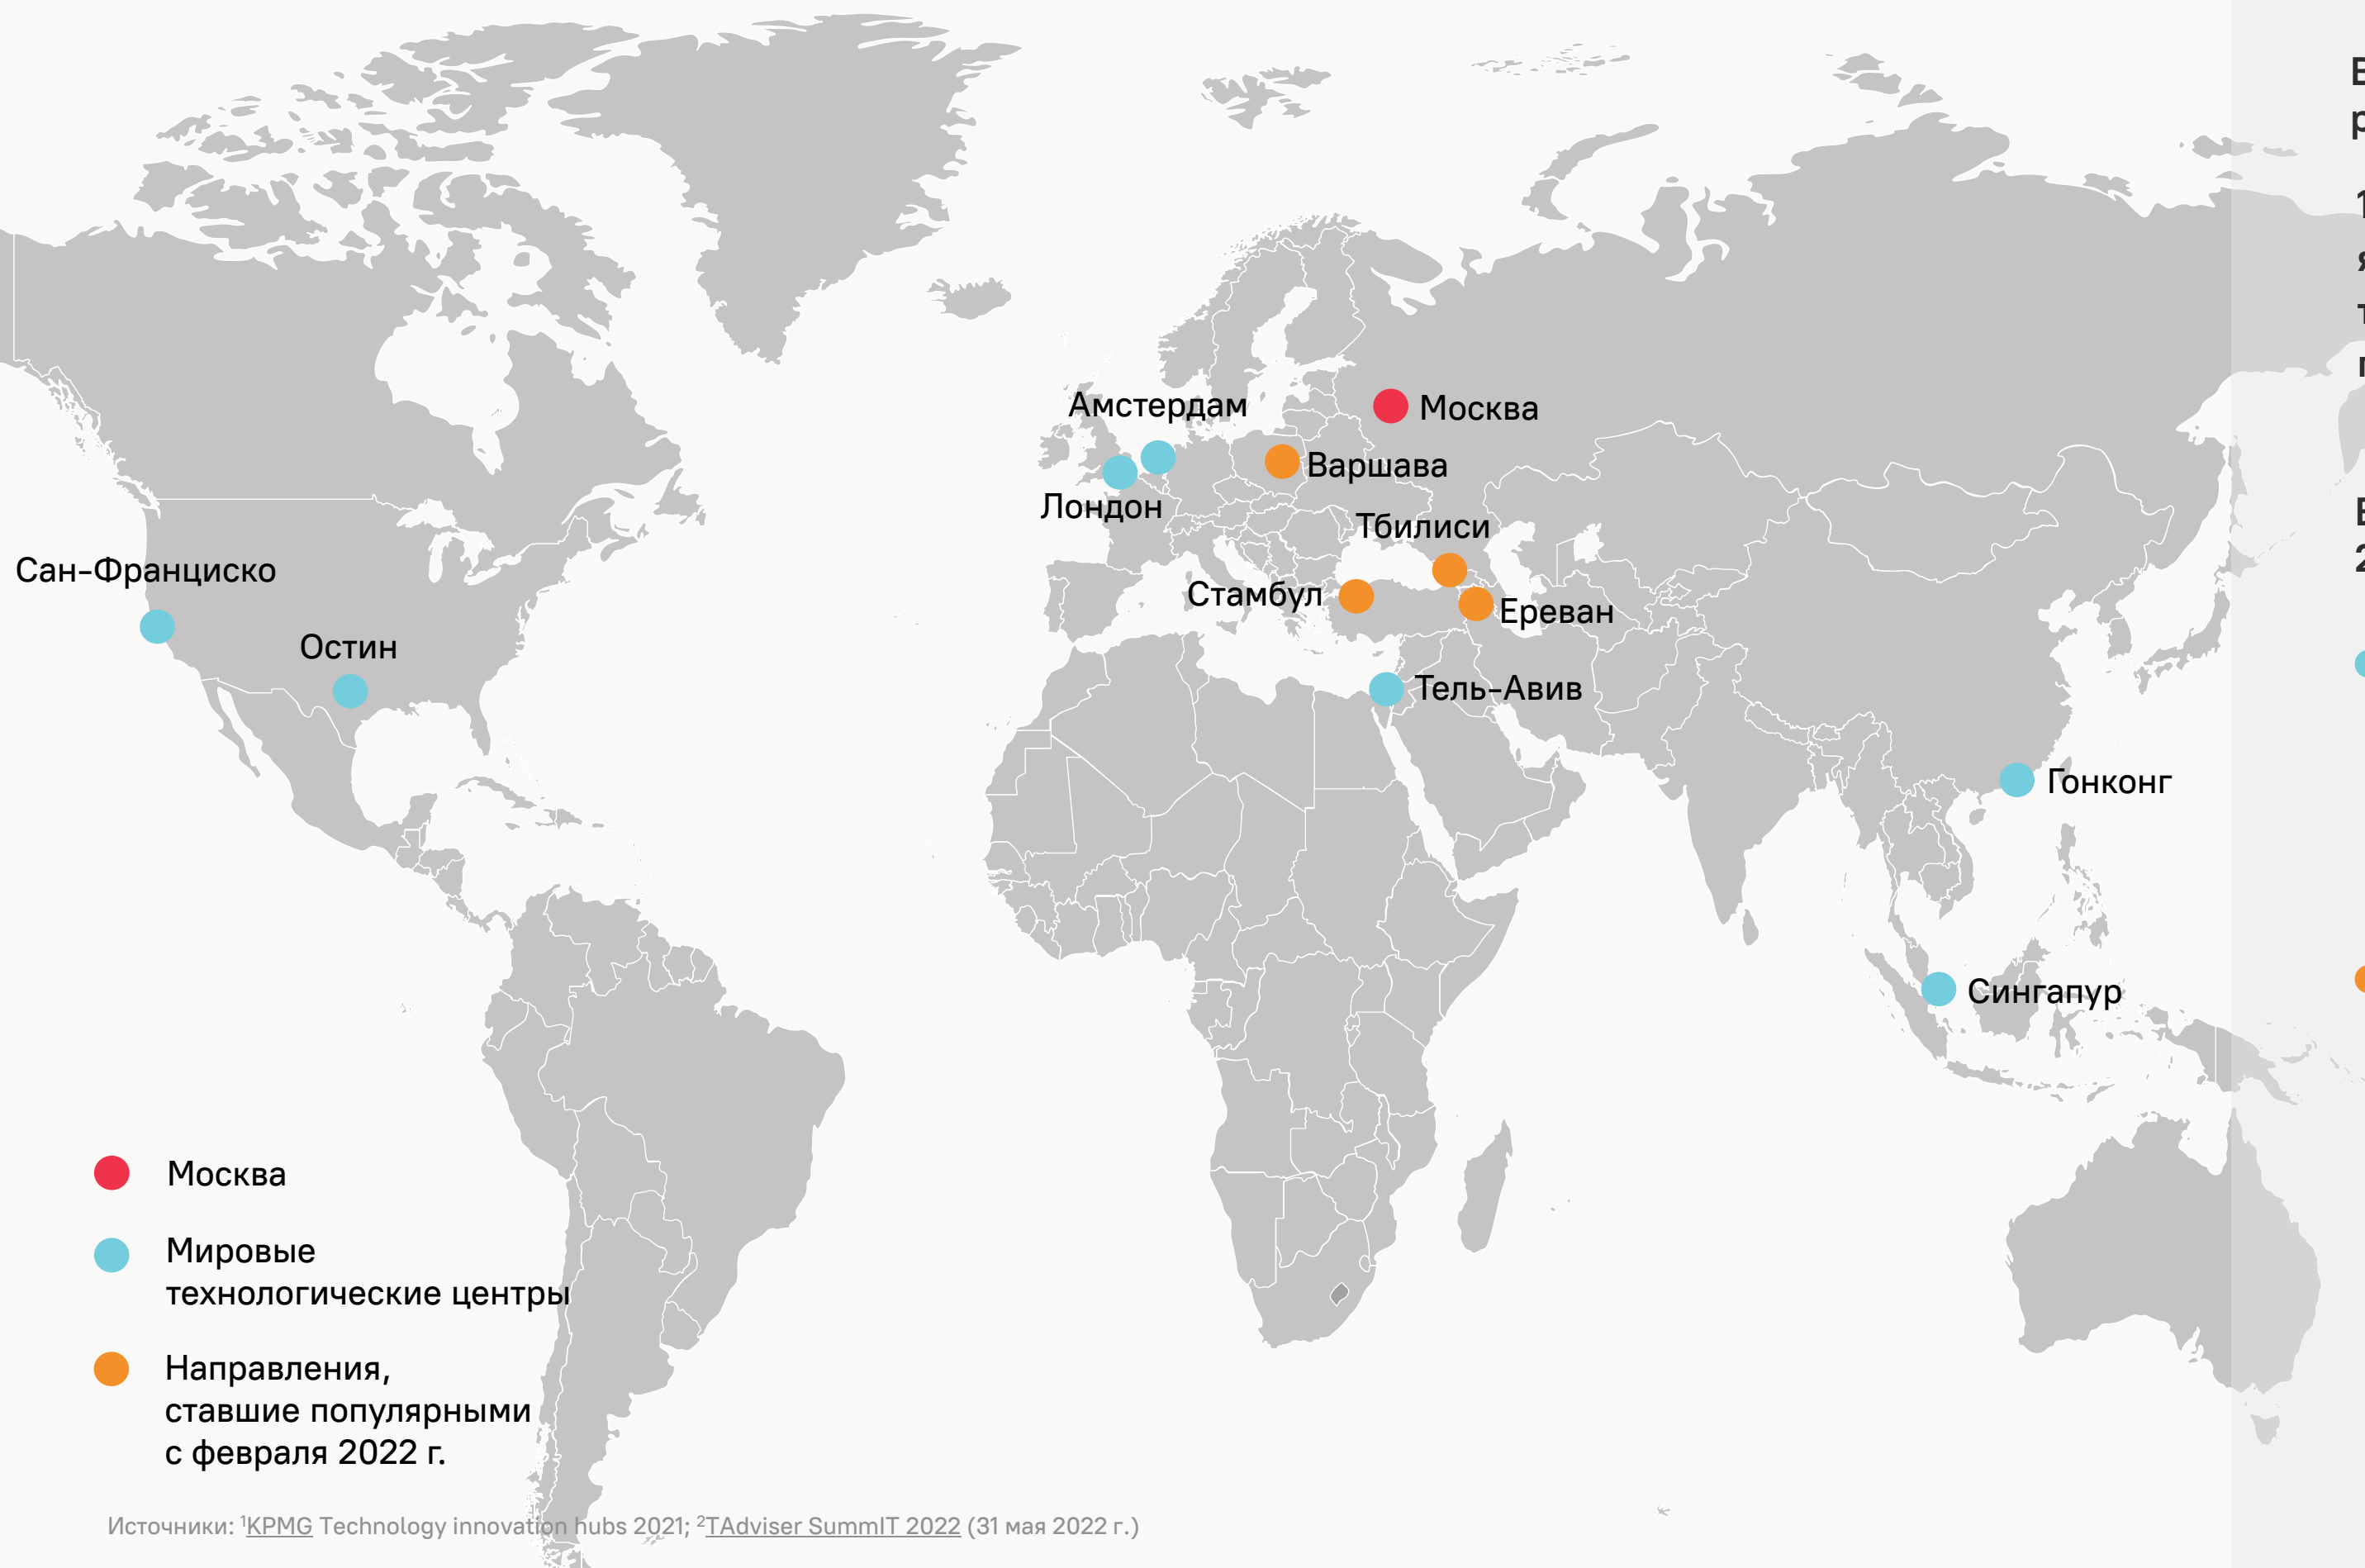 Амстердам
Москва
Варшава
Лондон
Тбилиси
Сан-Франциско
Стамбул
Ереван
Остин
Тель-Авив
Гонконг
Сингапур
Москва
Мировые
технологические центры
Направления,
ставшие популярными
с февраля 2022 г.
Источники: ¹KPMG Technology innovation hubs 2021; ²TAdviser SummIT 2022 (31 мая 2022 г.)